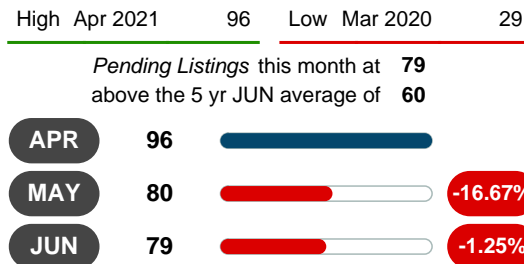 High Apr 2021 96 Low Mar 2020 29
Pending Listings this month at 79
above the 5 yr JUN average of 60
APR 96
MAY 80 -16.67%
JUN 79 -1.25%